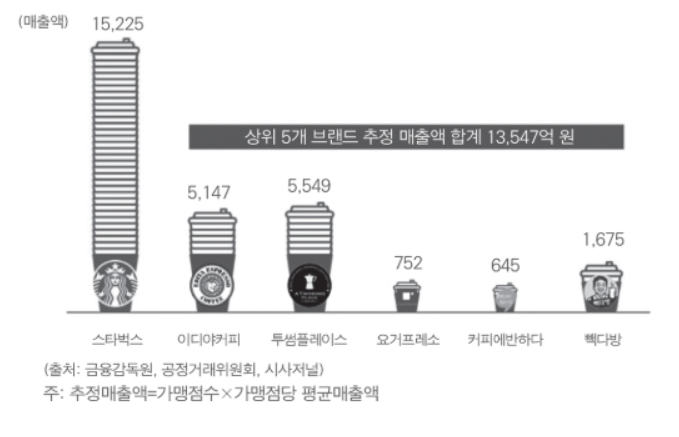 (매출액)
15,225
상위 5개 브랜드 추정 매출액 합계 13,547억 원
5,147
5,549
752
645
1,675
스타벅스 이디야커피 투썸플레이스 요거프레소 커피에반하다 빽다방
(출처: 금융감독원, 공정거래위원회, 시사저널)
주: 추정매출액=가맹점수×가맹점당 평균매출액